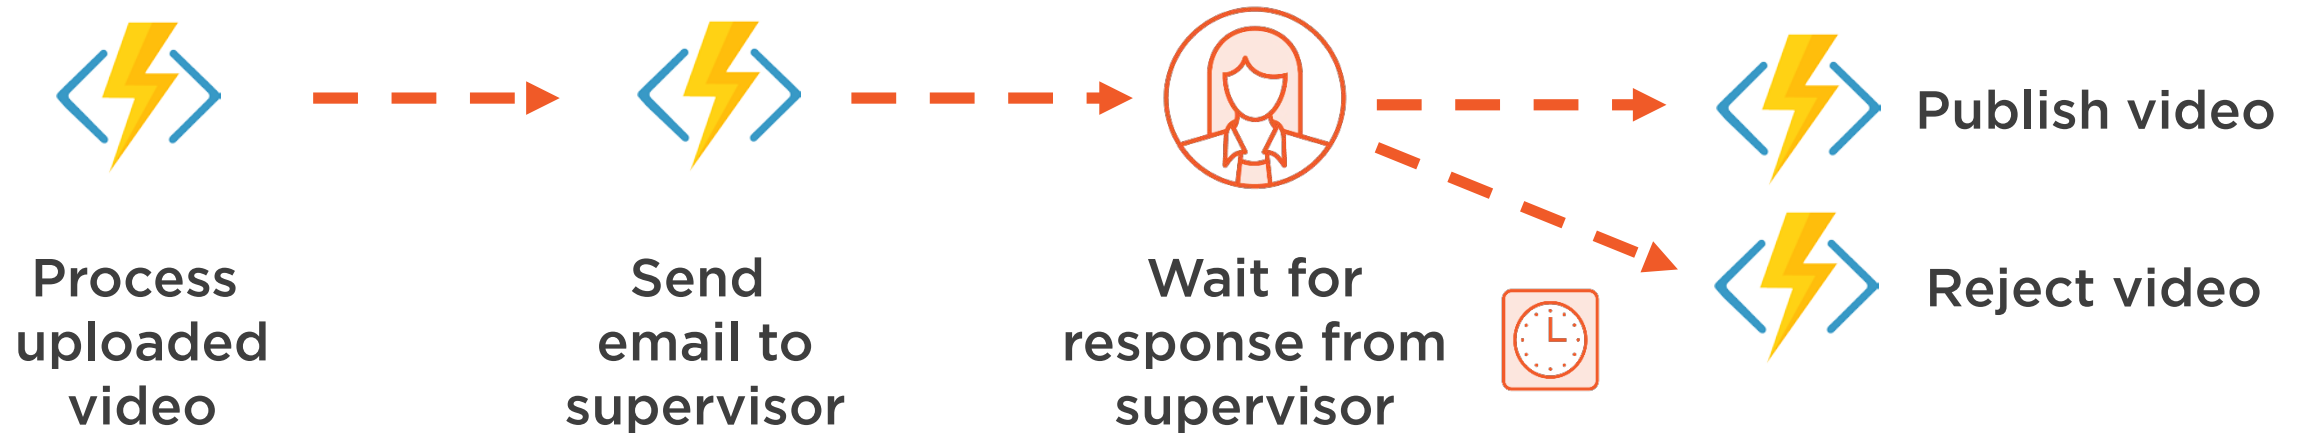 Process
uploaded
video
Send
email to
supervisor
Wait for
response from
supervisor
Publish video
Reject video